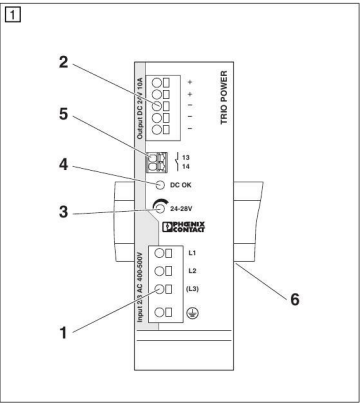 1
2
Output DC 24V 10A
+
+
–
–
–
TRIO POWER
5
13
14
4
DC OK
3
24-28V
PHŒNIX
CONTACT
Input 2/3 AC 400-500V
L1
L2
1
(L3)
6